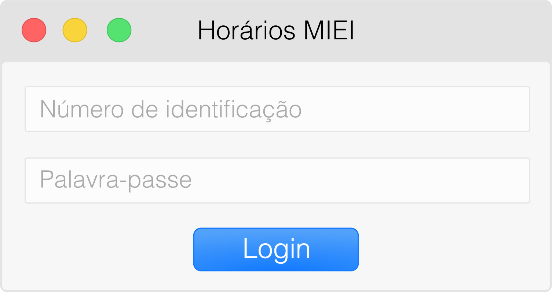 Horários MIEI
Número de identificação
Palavra-passe
Login